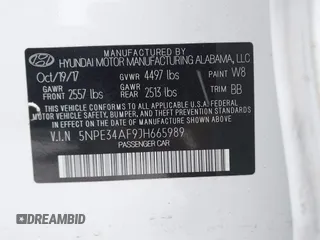 MANUFACTURED BY
HYUNDAI MOTOR MANUFACTURING ALABAMA, LLC.
Oct/19/17 GVWR 4497 lbs PAINT W8
GAWR FRONT 2557 lbs GAWR REAR 2513 lbs TRIM BB
THIS VEHICLE CONFORMS TO ALL APPLICABLE U.S.A FEDERAL
MOTOR VEHICLE SAFETY, BUMPER, AND THEFT PREVENTION
STANDARDS IN EFFECT ON THE DATE OF MANUFACTURE SHOWN ABOVE.
V.I.N 5NPE34AF9JH665989
PASSENGER CAR
DREAMBID